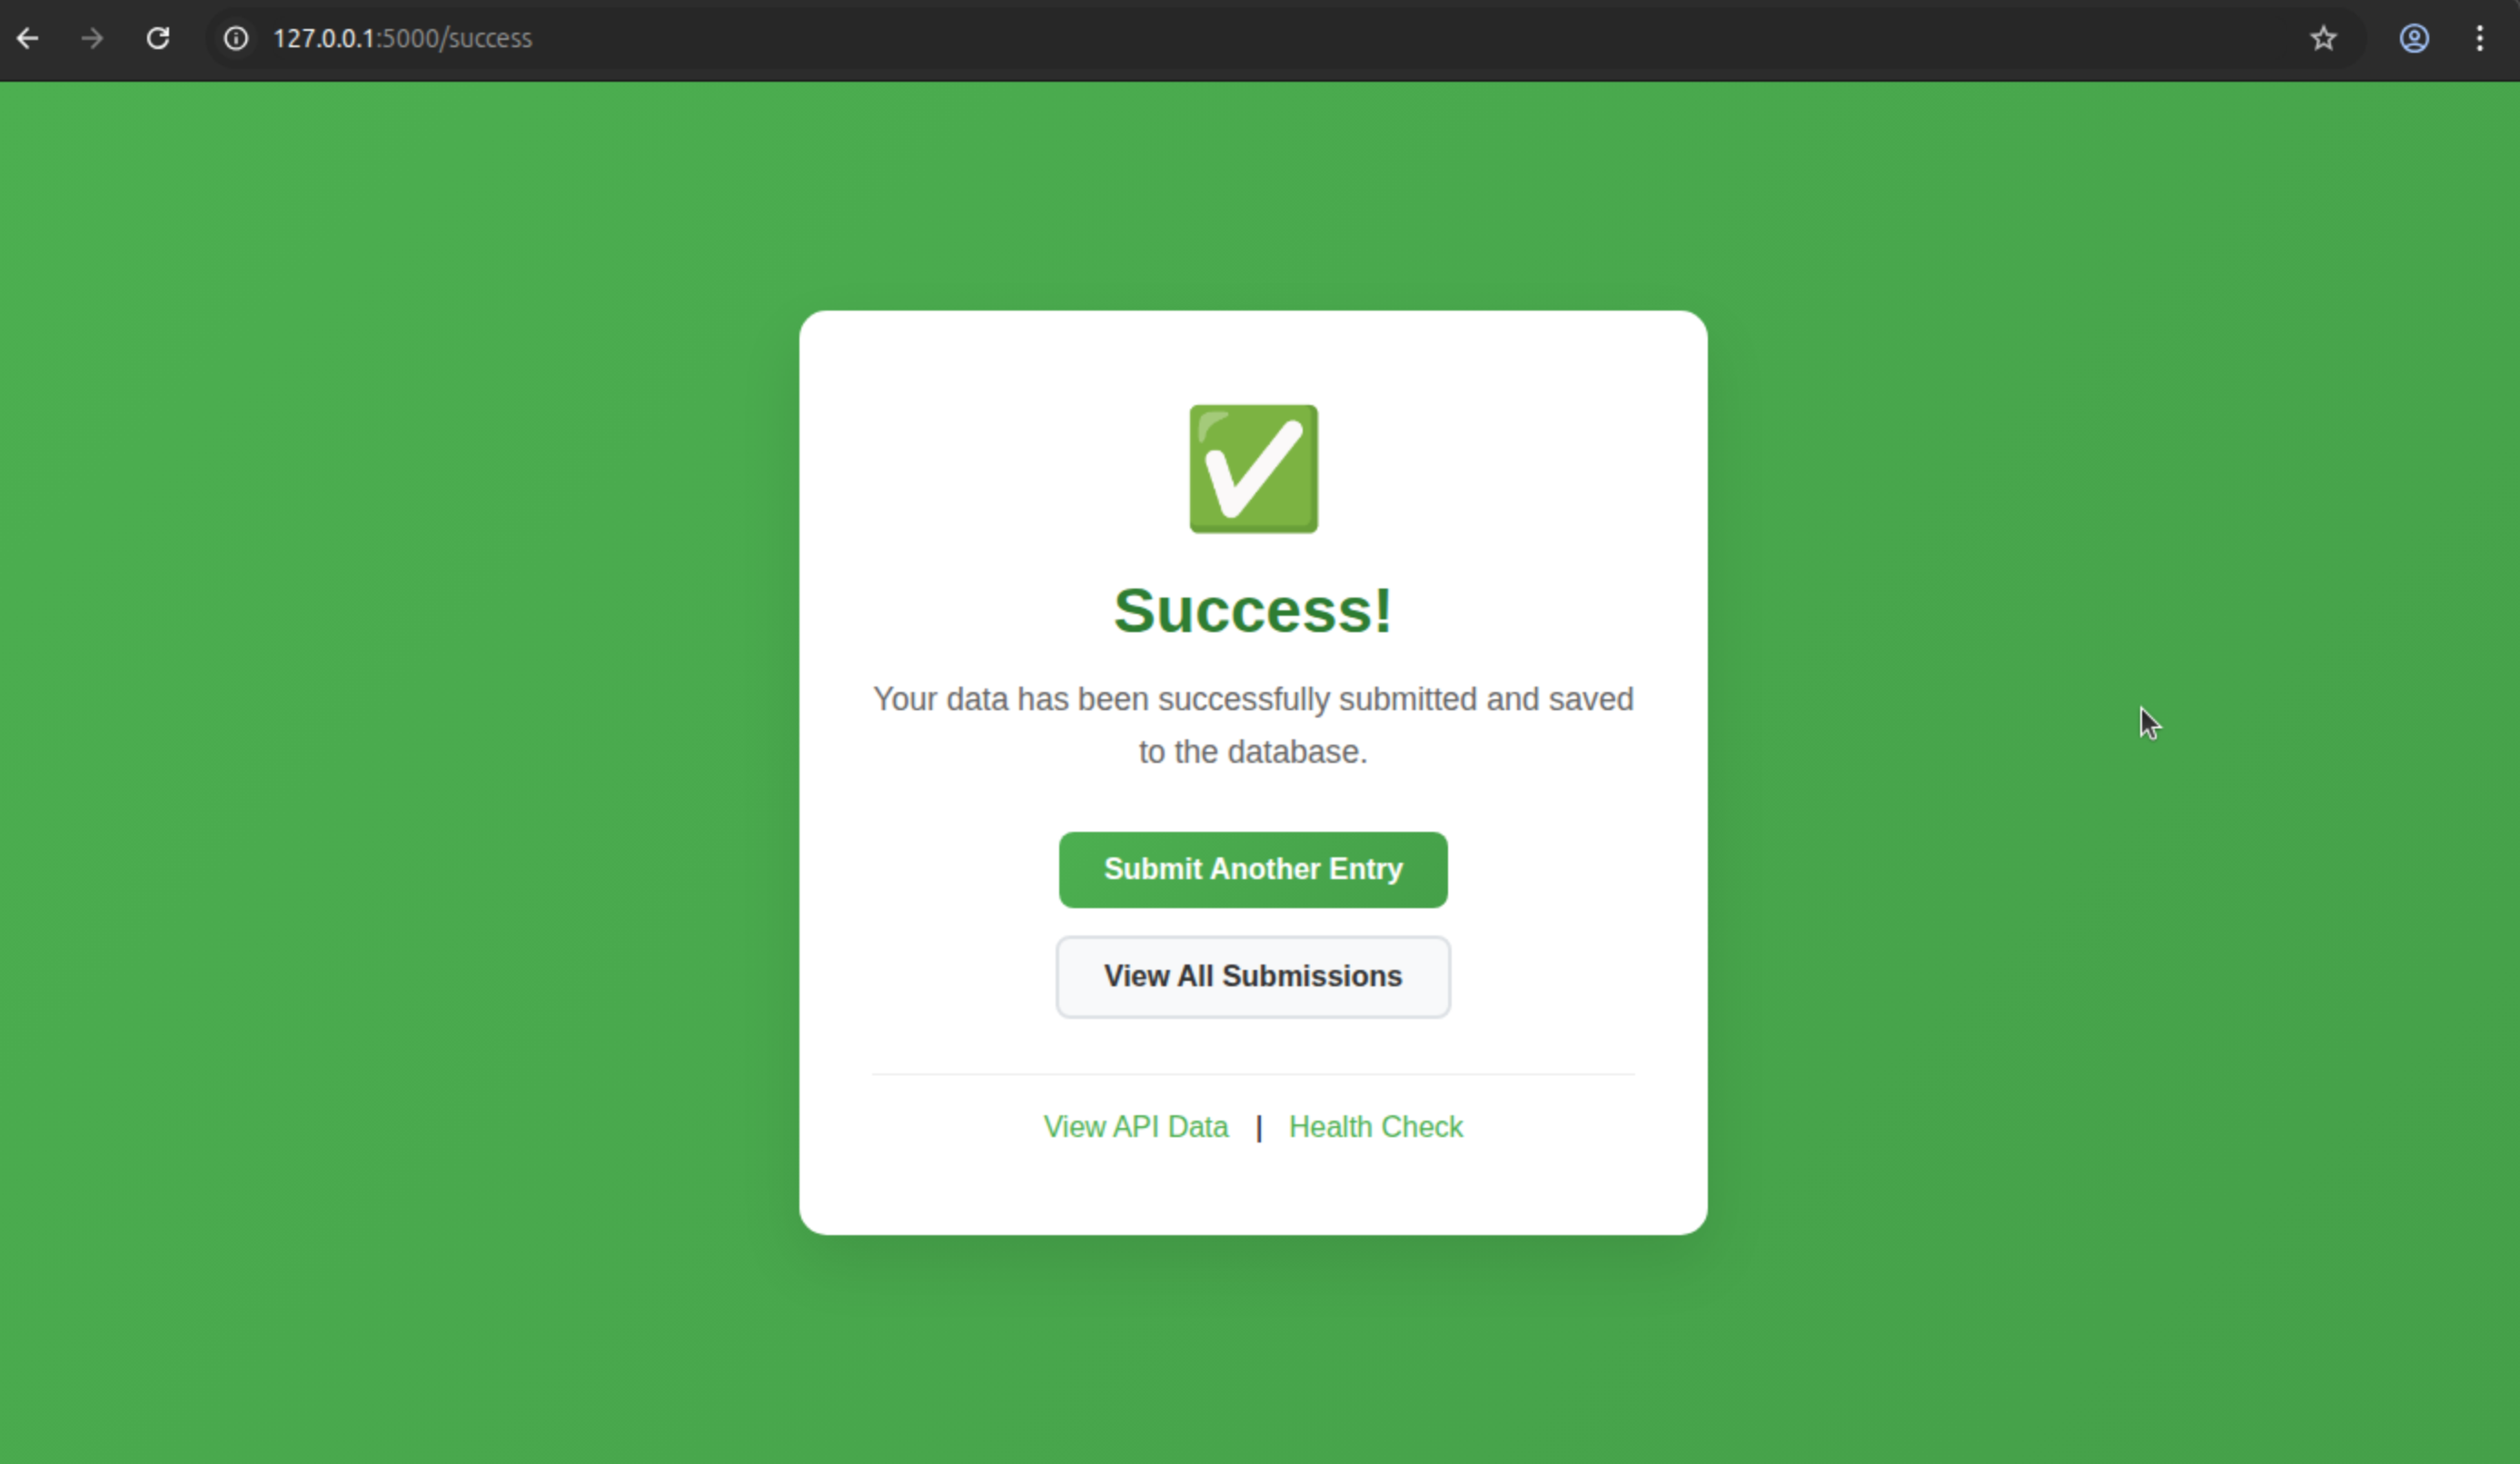 127.0.0.1:5000/success
Success!
Your data has been successfully submitted and saved
to the database.
Submit Another Entry
View All Submissions
View API Data | Health Check